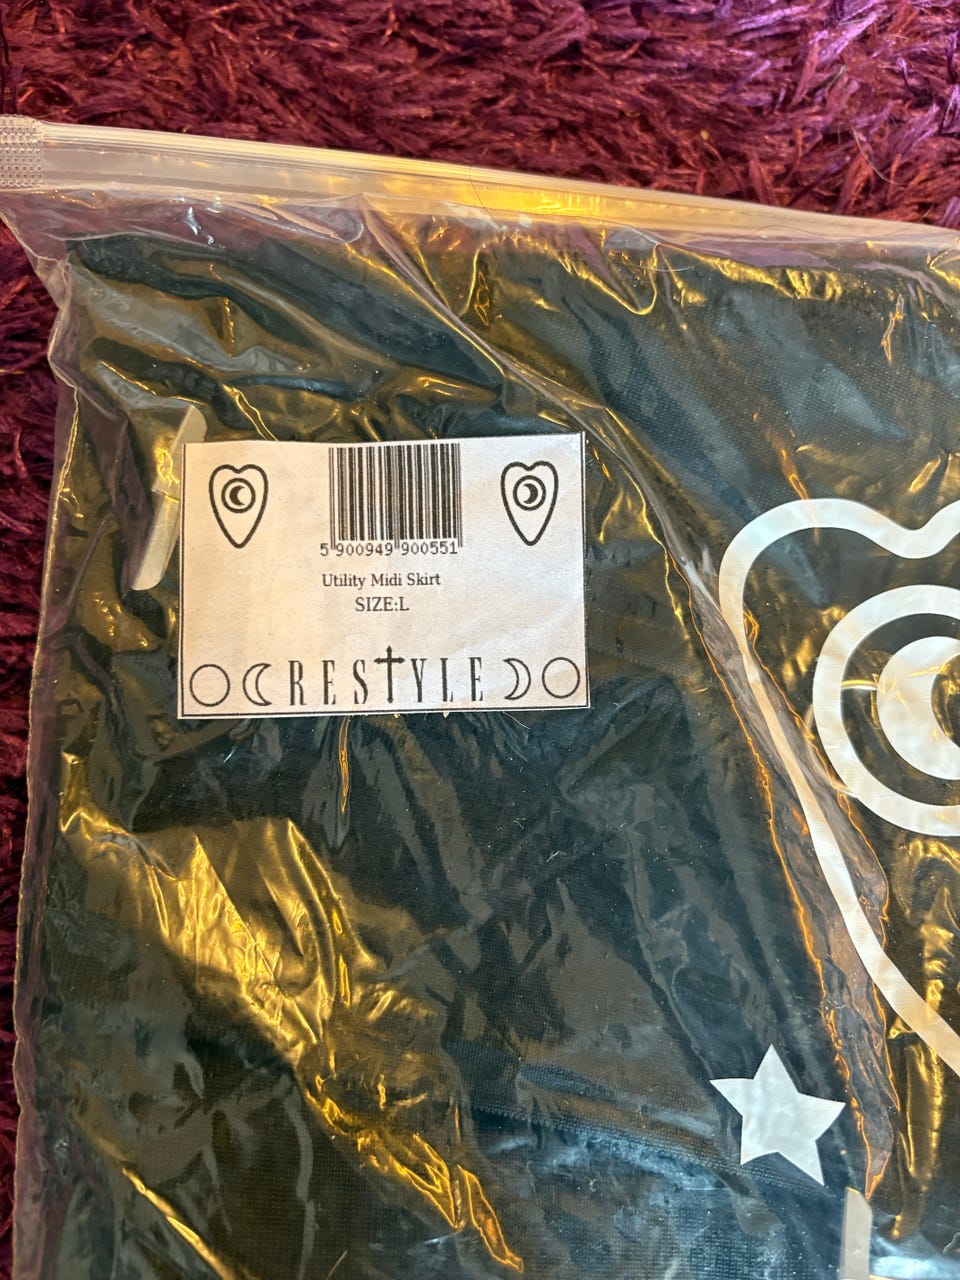 5 900949 900551
Utility Midi Skirt
SIZE:L
RESTYLE